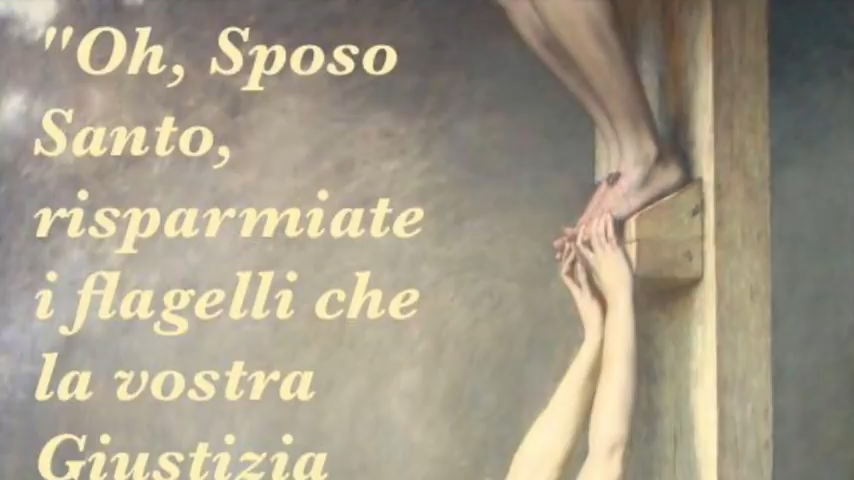 "Oh, Sposo
Santo,
risparmiate
i flagelli che
la vostra
Giustizia